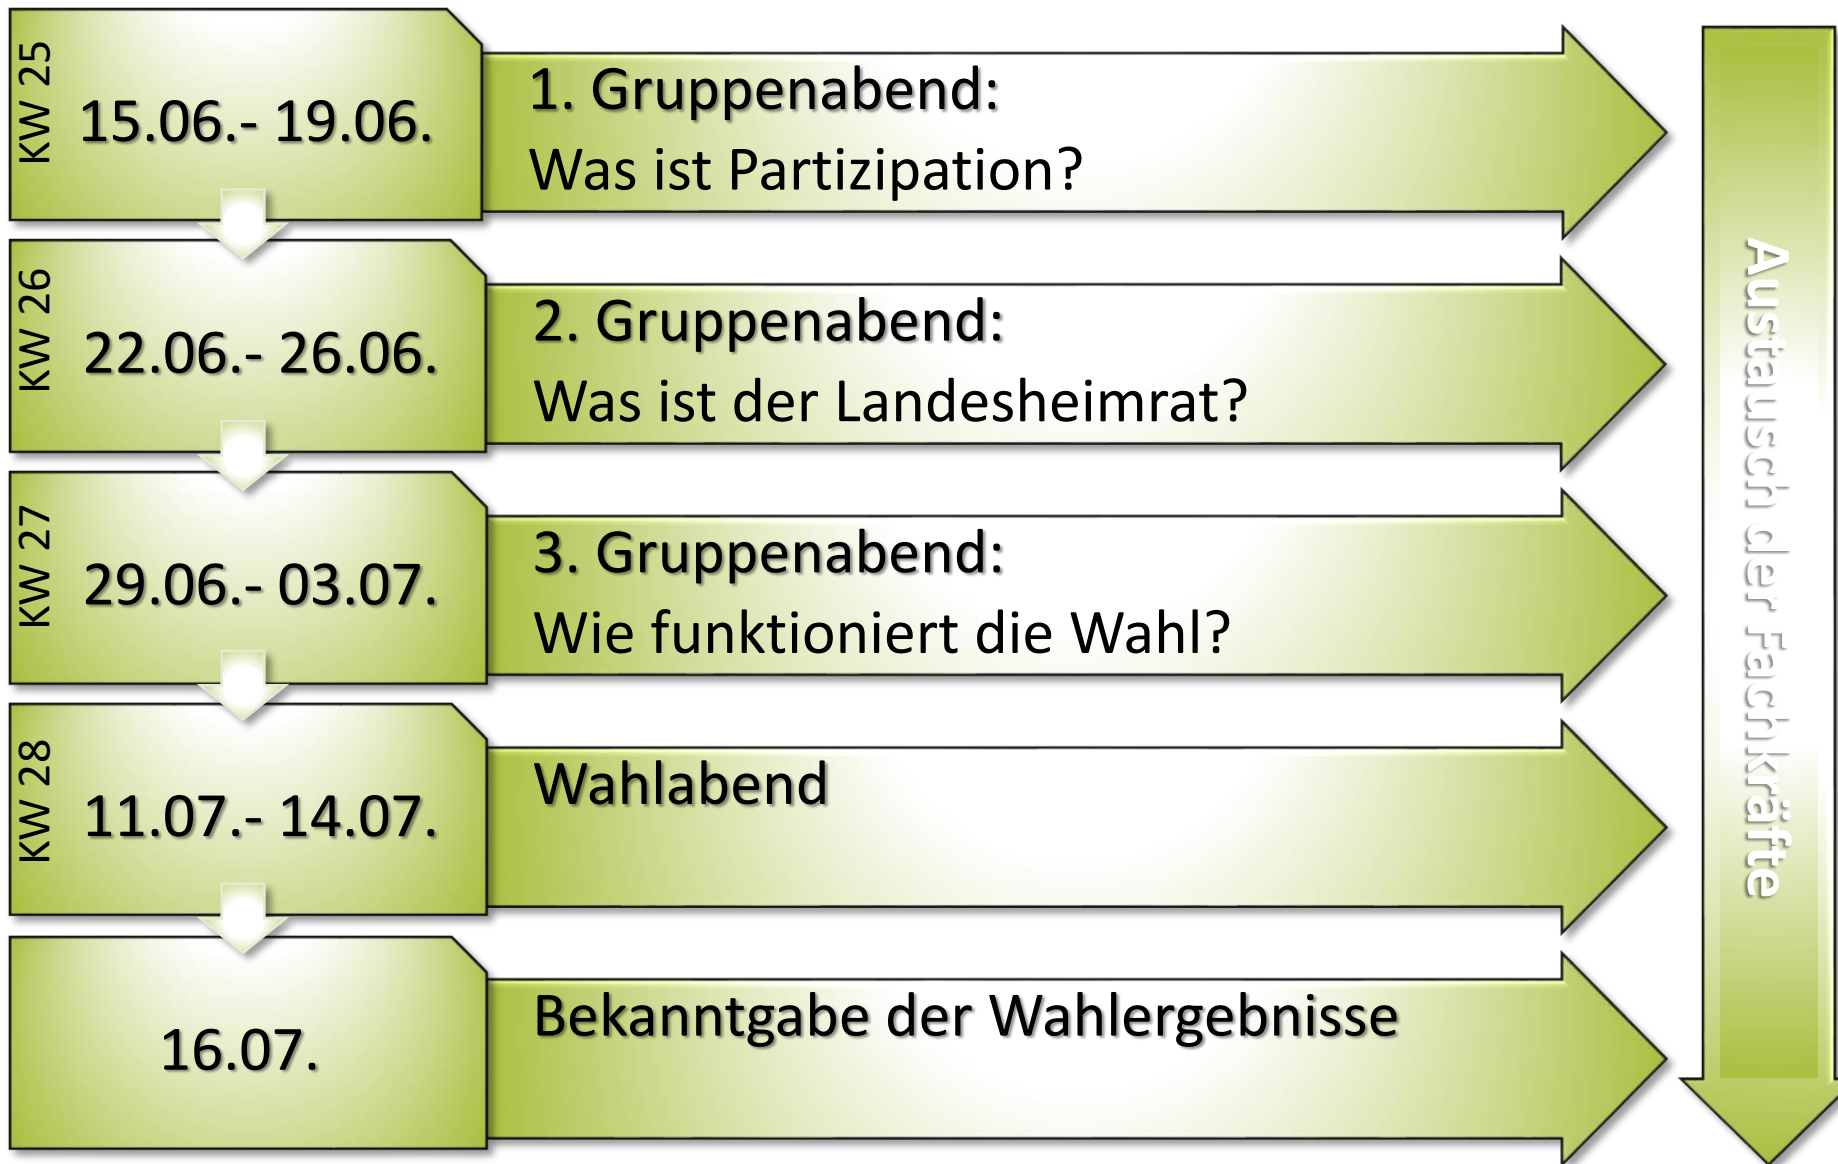 KW 25
15.06.- 19.06.
1. Gruppenabend:
Was ist Partizipation?
KW 26
22.06.- 26.06.
2. Gruppenabend:
Was ist der Landesheimrat?
KW 27
29.06.- 03.07.
3. Gruppenabend:
Wie funktioniert die Wahl?
KW 28
11.07.- 14.07.
Wahlabend
16.07.
Bekanntgabe der Wahlergebnisse
Austausch der Fachkräfte